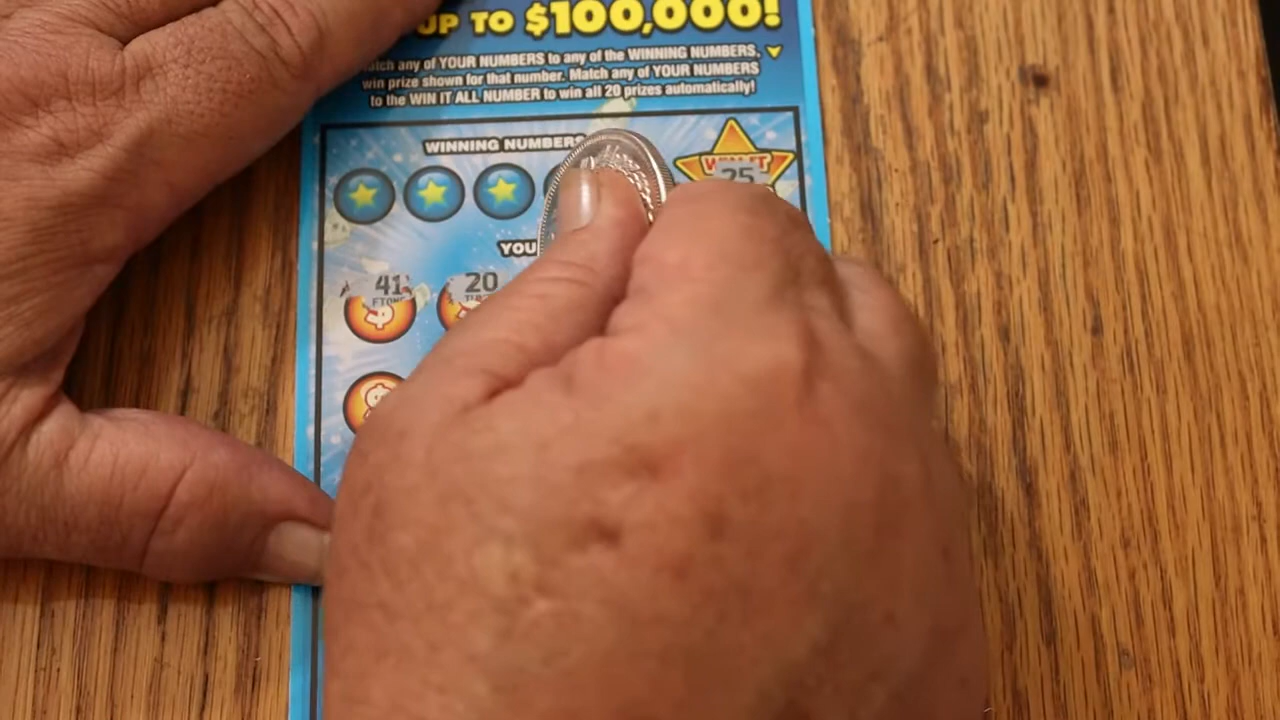 UP TO $100,000!
any of YOUR NUMBERS to any of the WINNING NUMBERS,
win prize shown for that number. Match any of YOUR NUMBERS
to the WIN IT ALL NUMBER to win all 20 prizes automatically!
WINNING NUMBERS
25
YOU
41 20